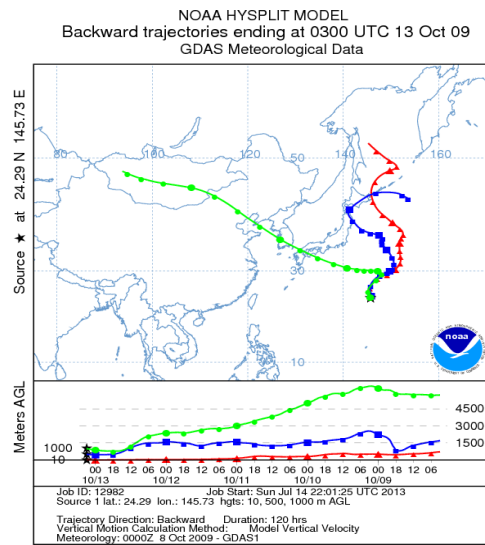 NOAA HYSPLIT MODEL
Backward trajectories ending at 0300 UTC 13 Oct 09
GDAS Meteorological Data
Source ★ at 24.29 N 145.73 E
80
100
120
50
140
160
30
10
noaa
Meters AGL
4500
3000
1500
1000
10
00 18 12 06 00 18 12 06 00 18 12 06 00 18 12 06 00 18 12 06
10/13 10/12 10/11 10/10 10/09
Job ID: 12982 Job Start: Sun Jul 14 22:01:25 UTC 2013
Source 1 lat.: 24.29 lon.: 145.73 hgts: 10, 500, 1000 m AGL
Trajectory Direction: Backward Duration: 120 hrs
Vertical Motion Calculation Method: Model Vertical Velocity
Meteorology: 0000Z 8 Oct 2009 - GDAS1